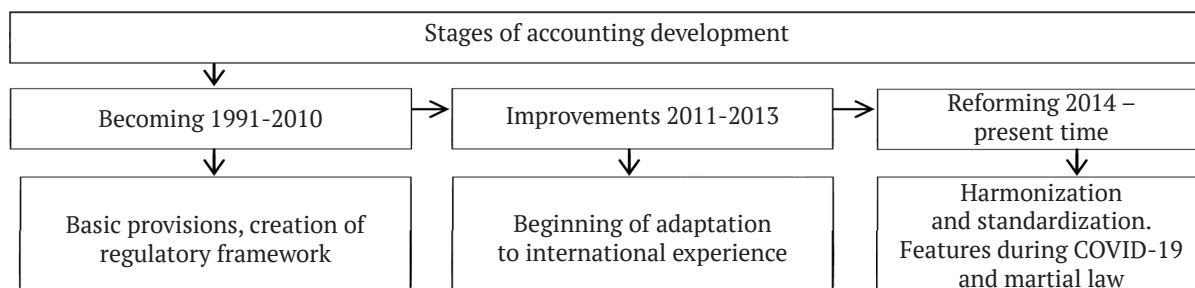 Stages of accounting development
Becoming 1991-2010
Improvements 2011-2013
Reforming 2014 –
present time
Basic provisions, creation of
regulatory framework
Beginning of adaptation
to international experience
Harmonization
and standardization.
Features during COVID-19
and martial law